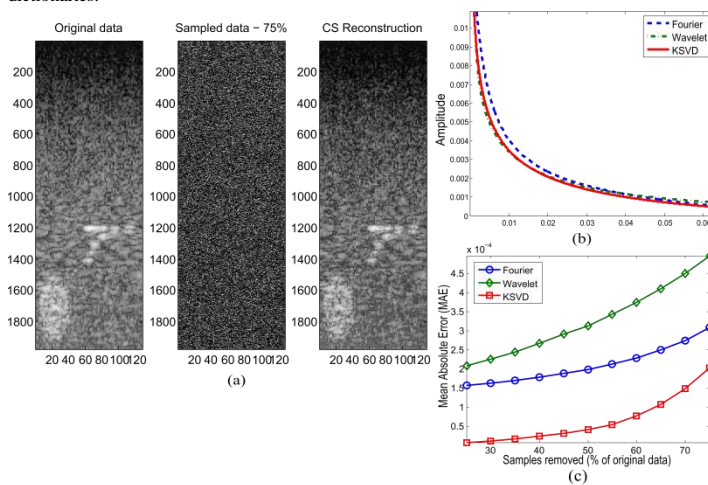 Original data
Sampled data − 75%
CS Reconstruction
200
400
600
800
1000
1200
1400
1600
1800
20 40 60 80 100 120
200
400
600
800
1000
1200
1400
1600
1800
20 40 60 80 100 120
200
400
600
800
1000
1200
1400
1600
1800
20 40 60 80 100 120
(a)
Fourier
Wavelet
KSVD
Amplitude
0.01
0.009
0.008
0.007
0.006
0.005
0.004
0.003
0.002
0.001
0
0.01 0.02 0.03 0.04 0.05
(b)
x 10⁻⁴
Fourier
Wavelet
KSVD
Mean Absolute Error (MAE)
4.5
4
3.5
3
2.5
2
1.5
1
0.5
30 40 50 60 70
Samples removed (% of original data)
(c)